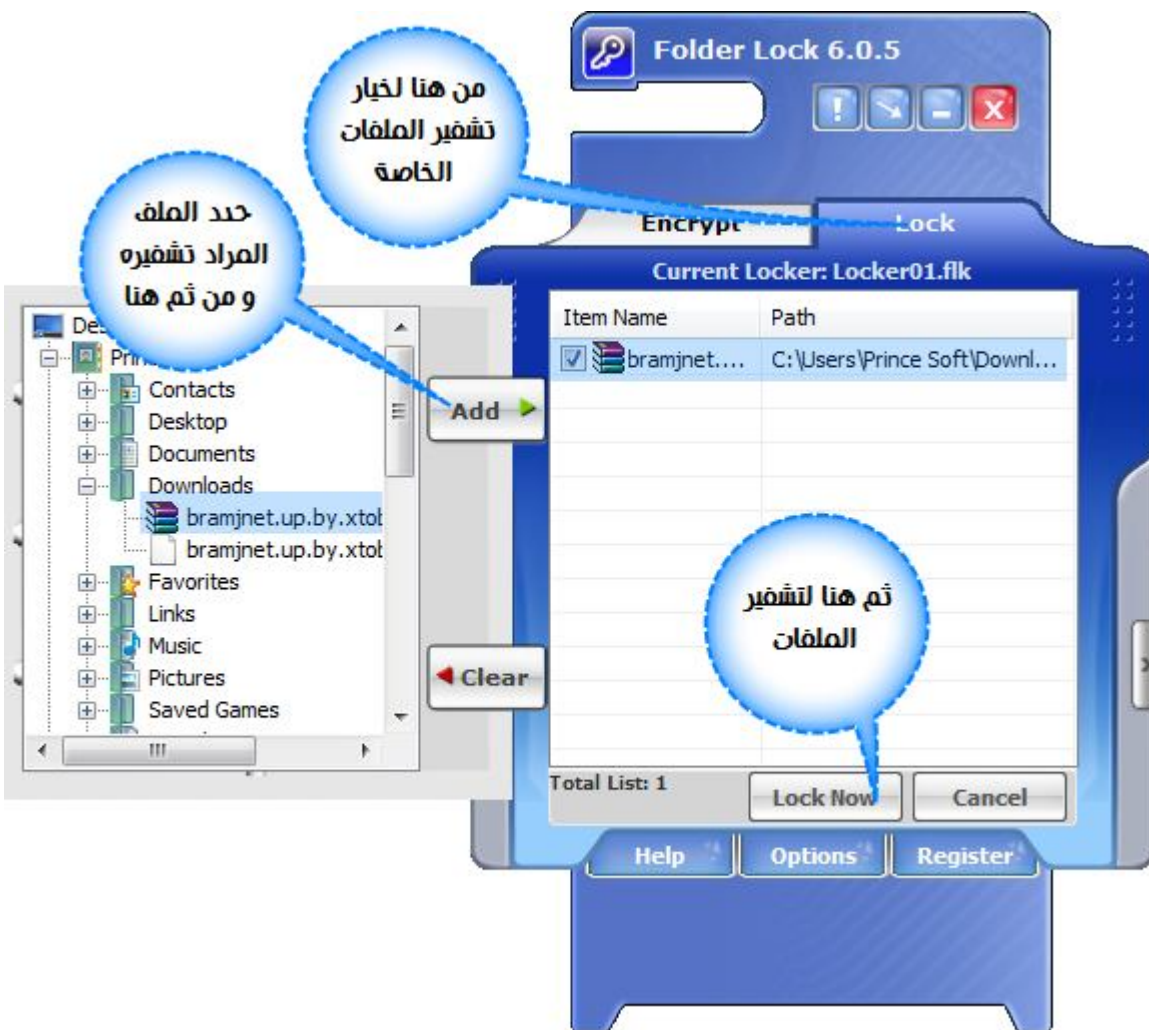 Folder Lock 6.0.5
من هنا لخيار
تشفير الملفات
الخاصة
حدد الملف
المراد تشفيره
و من ثم هنا
Encrypt
Lock
Current Locker: Locker01.flk
Item Name
Path
bramjnet....
C:\Users\Prince Soft\Downl...
Contacts
Desktop
Documents
Downloads
bramjnet.up.by.xtob
bramjnet.up.by.xtob
Favorites
Links
Music
Pictures
Saved Games
Add
Clear
ثم هنا لتشفير
الملفات
Total List: 1
Lock Now
Cancel
Help
Options
Register